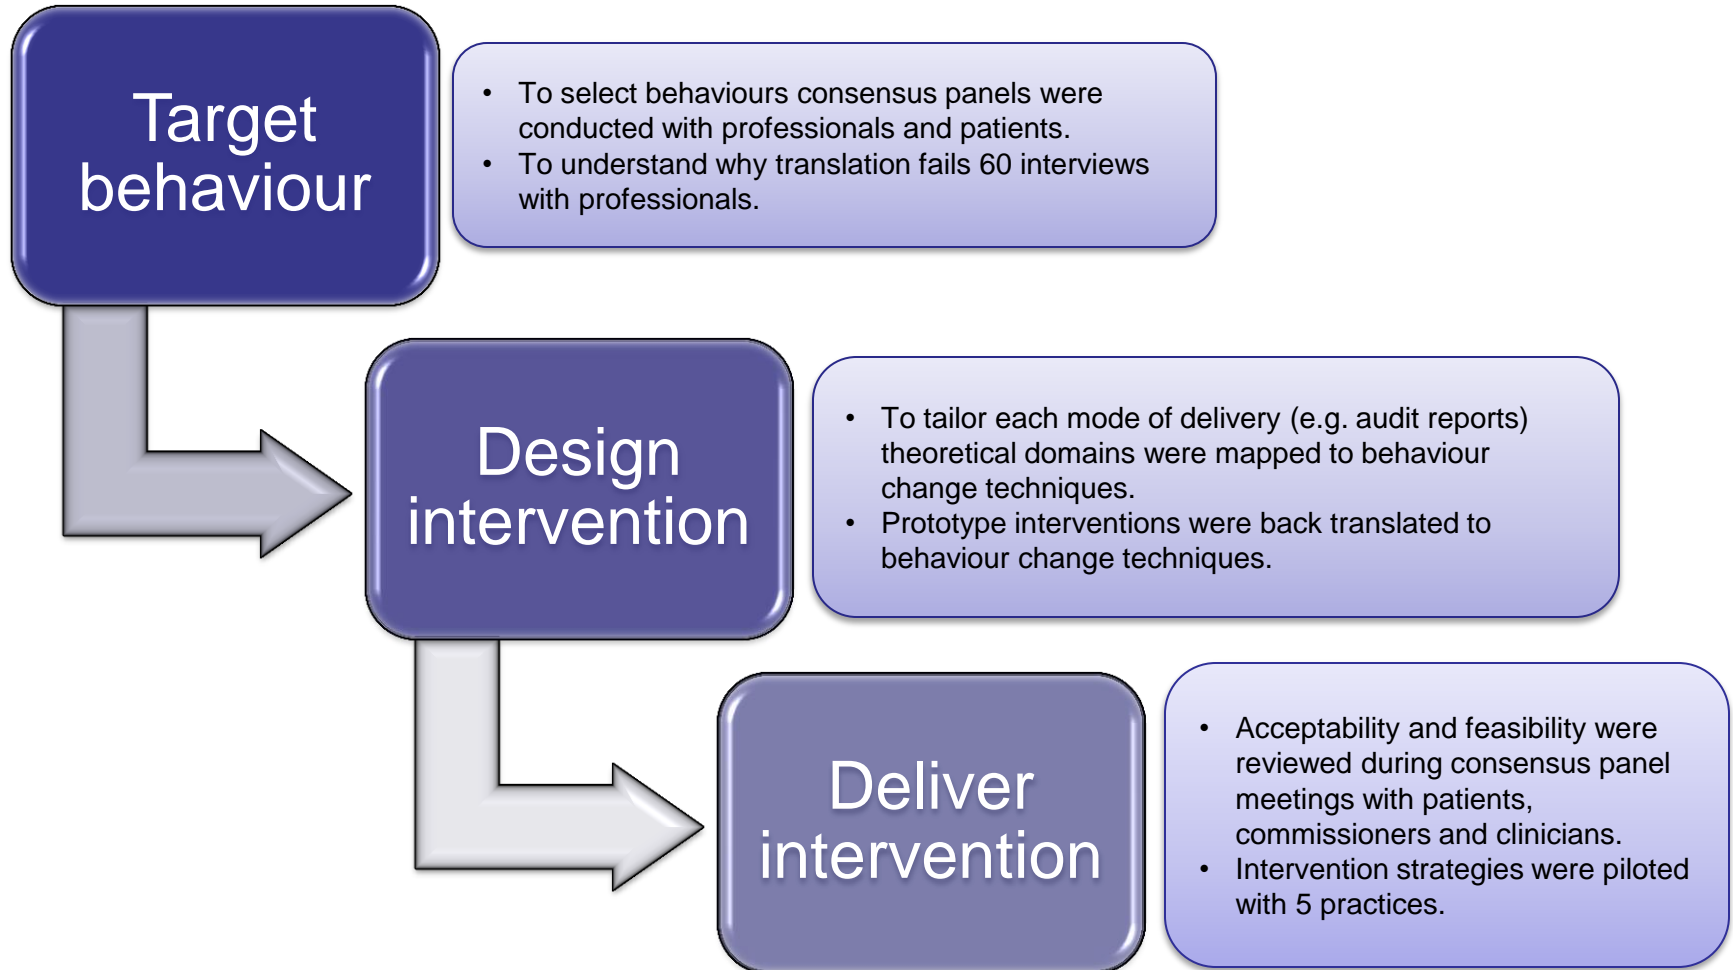 Target
behaviour
• To select behaviours consensus panels were
conducted with professionals and patients.
• To understand why translation fails 60 interviews
with professionals.
Design
intervention
• To tailor each mode of delivery (e.g. audit reports)
theoretical domains were mapped to behaviour
change techniques.
• Prototype interventions were back translated to
behaviour change techniques.
Deliver
intervention
• Acceptability and feasibility were
reviewed during consensus panel
meetings with patients,
commissioners and clinicians.
• Intervention strategies were piloted
with 5 practices.